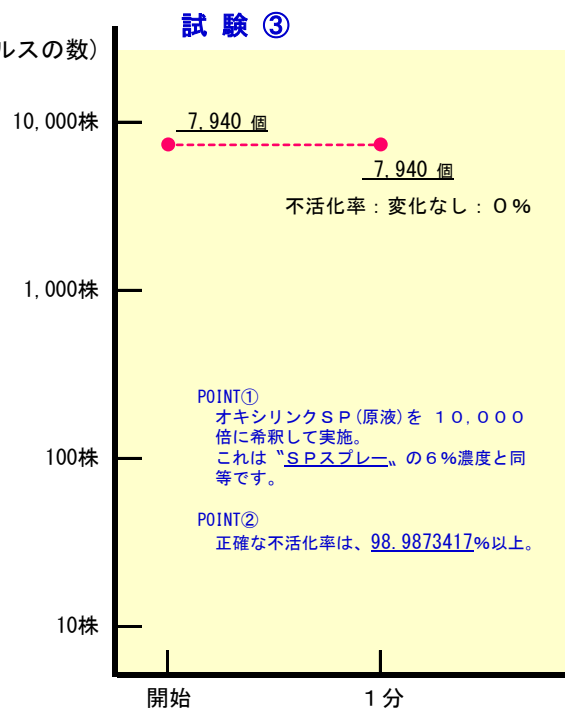 試 験 ③
ルスの数)
10,000株
7,940 個
7,940 個
不活化率：変化なし：０％
1,000株
POINT①
オキシリンクＳＰ(原液)を １０,０００
倍に希釈して実施。
これは〝ＳＰスプレー〟の６%濃度と同
等です。
100株
POINT②
正確な不活化率は、98.9873417%以上。
10株
開始
１分